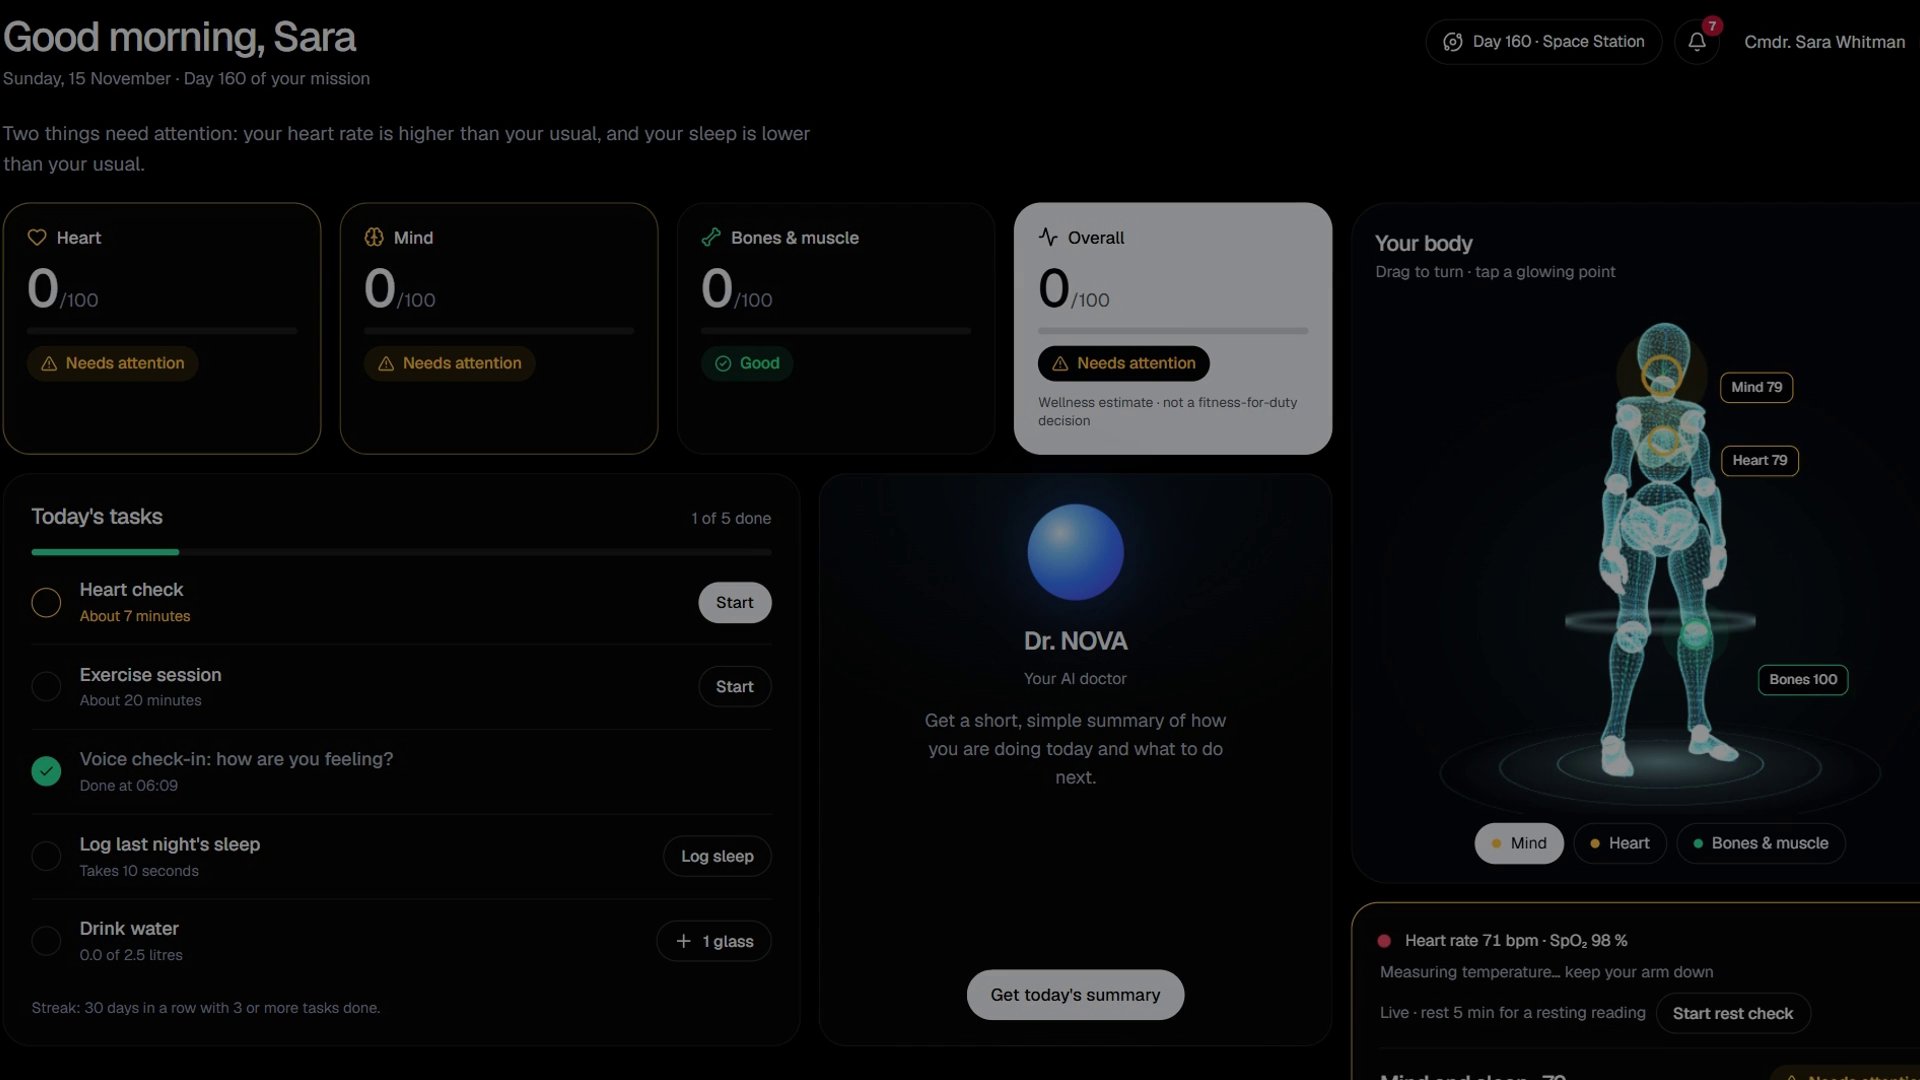 Good morning, Sara
Sunday, 15 November · Day 160 of your mission
Day 160 · Space Station
7
Cmdr. Sara Whitman
Two things need attention: your heart rate is higher than your usual, and your sleep is lower
than your usual.
Heart
0/100
Needs attention
Mind
0/100
Needs attention
Bones & muscle
0/100
Good
Overall
0/100
Needs attention
Wellness estimate · not a fitness-for-duty
decision
Your body
Drag to turn · tap a glowing point
Mind 79
Heart 79
Bones 100
Mind
Heart
Bones & muscle
Today's tasks
1 of 5 done
Heart check
About 7 minutes
Start
Exercise session
About 20 minutes
Start
Voice check-in: how are you feeling?
Done at 06:09
Log last night's sleep
Takes 10 seconds
Log sleep
Drink water
0.0 of 2.5 litres
+ 1 glass
Streak: 30 days in a row with 3 or more tasks done.
Dr. NOVA
Your AI doctor
Get a short, simple summary of how
you are doing today and what to do
next.
Get today's summary
Heart rate 71 bpm · SpO₂ 98 %
Measuring temperature... keep your arm down
Live · rest 5 min for a resting reading
Start rest check